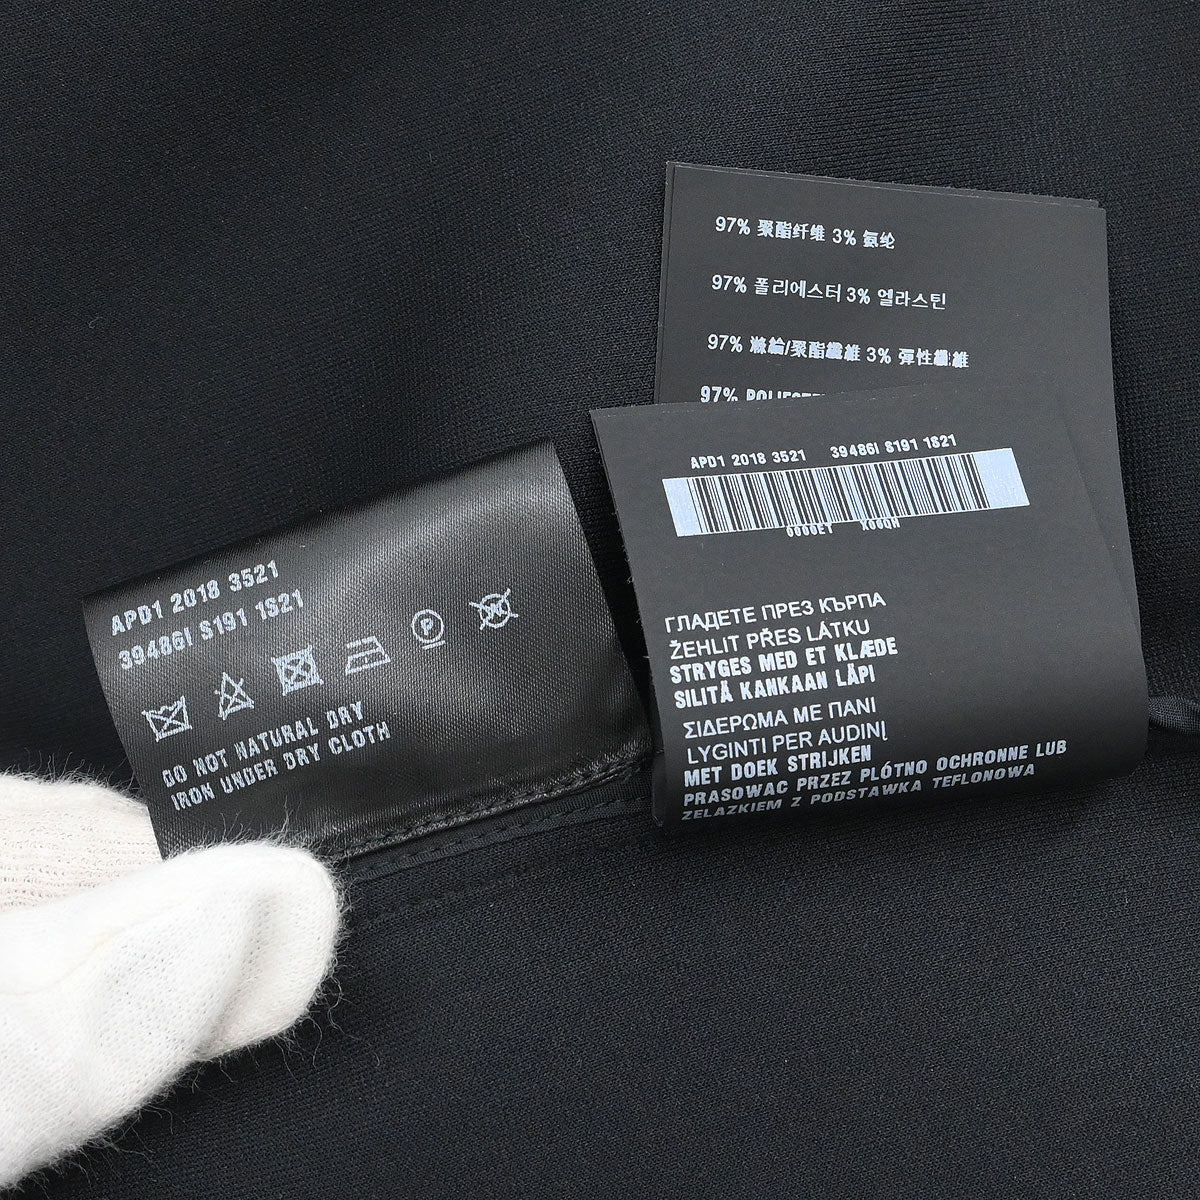 97% 聚酯纤维 3% 氨纶
97% 폴리에스터 3% 엘라스틴
97% 滌綸/聚酯纖維 3% 彈性纖維
97%
APD1 2018 3521 39486I S191 1S21
ГЛАДЕТЕ ПРЕЗ КЪРПА
ŽEHLIT PŘES LÁTKU
STRYGES MED ET KLÆDE
SILITÄ KANKAAN LÄPI
ΣΙΔΕΡΩΜΑ ΜΕ ΠΑΝΙ
LYGINTI PER AUDINĮ
MET DOEK STRIJKEN
PRASOWAC PRZEZ PLÓTNO OCHRONNE LUB
ZELAZKIEM Z PODSTAWKA TEFLONOWA
APD1 2018 3521
39486I S191 1S21
P
W
DO NOT NATURAL DRY
IRON UNDER DRY CLOTH